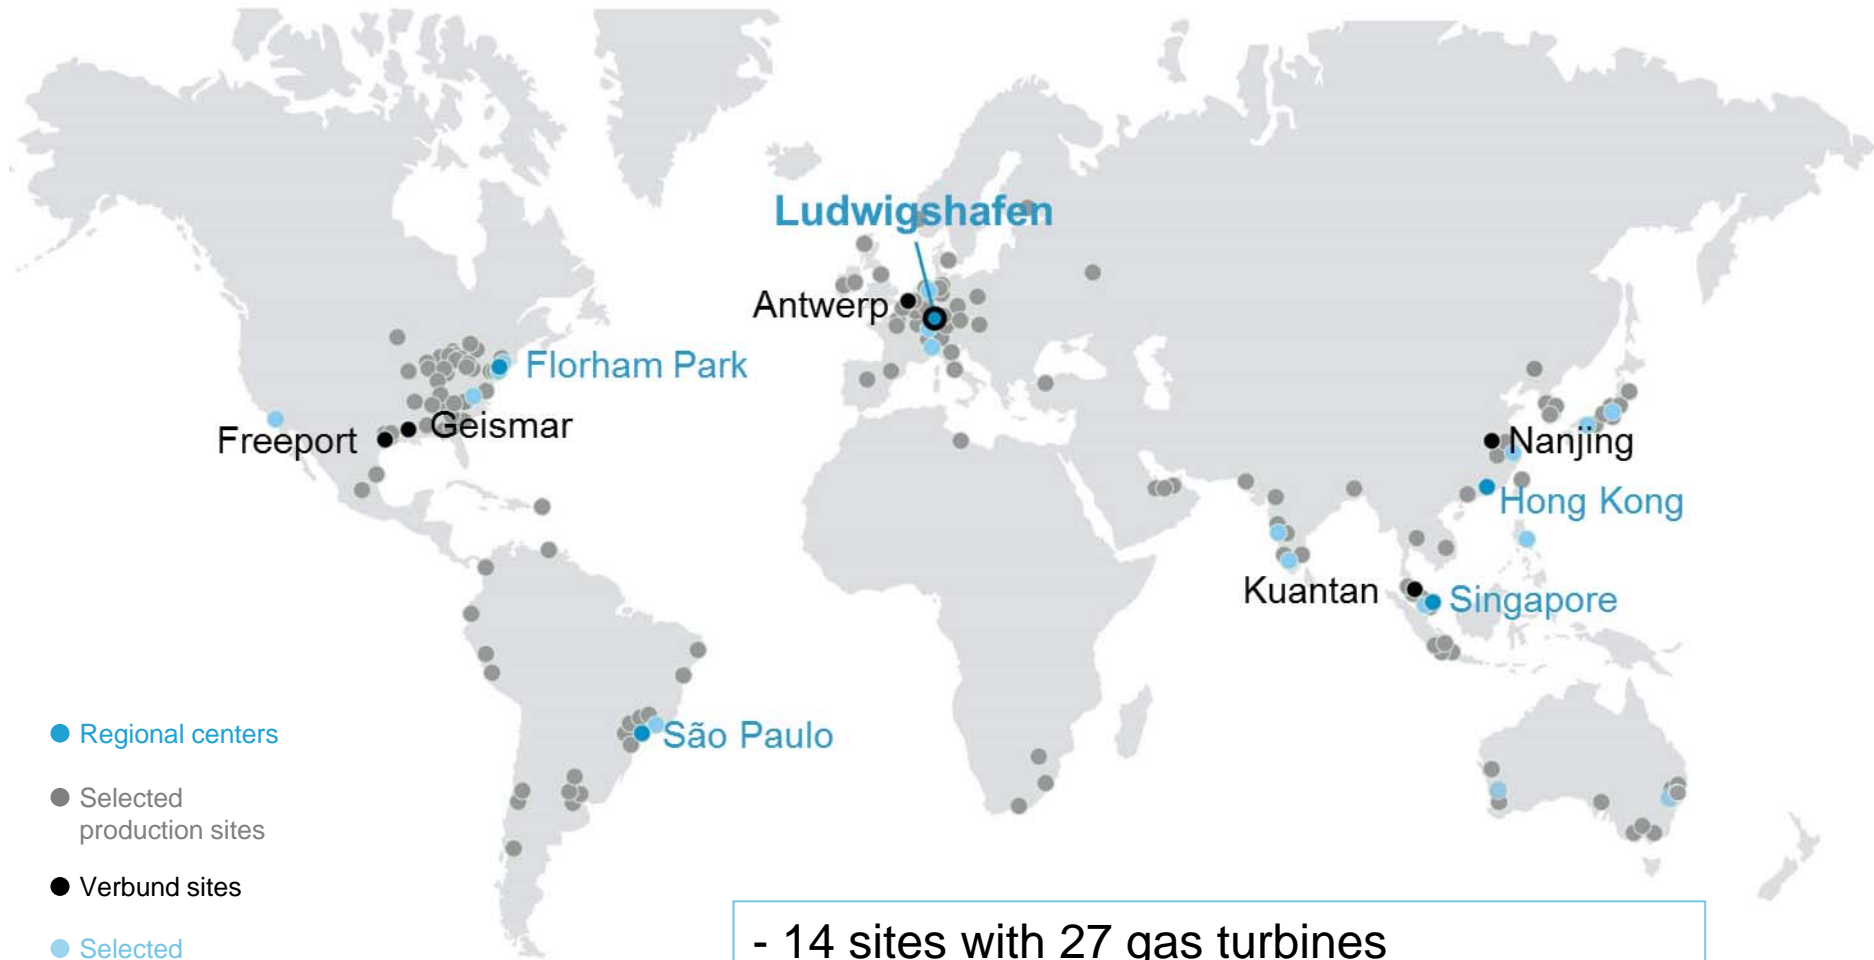 Ludwigshafen
Antwerp
Florham Park
Geismar
Freeport
Nanjing
Hong Kong
Kuantan
Singapore
São Paulo
Regional centers
Selected
production sites
Verbund sites
Selected
- 14 sites with 27 gas turbines